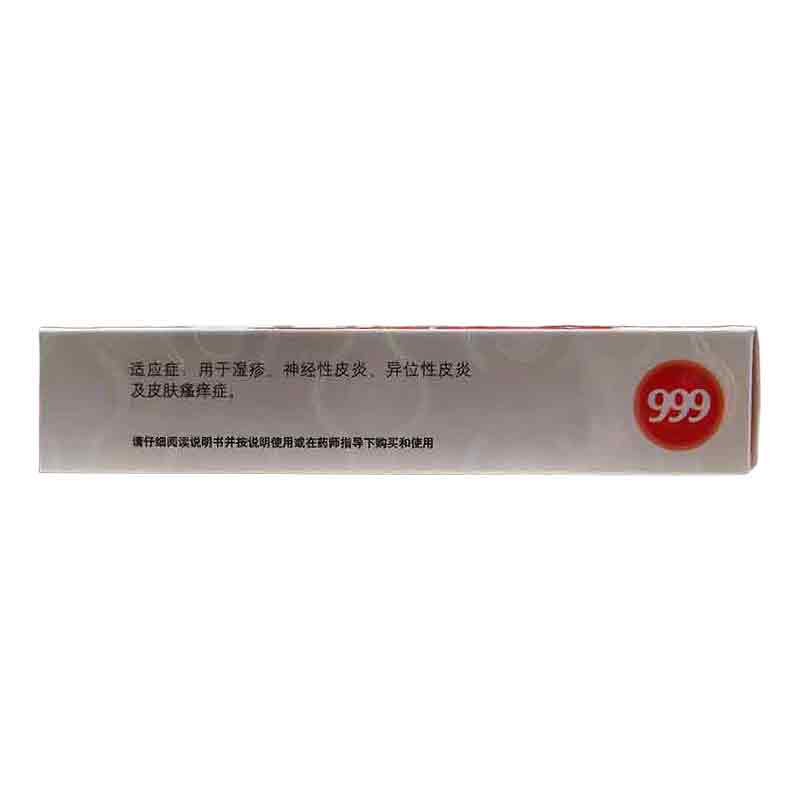 适应症：用于湿疹、神经性皮炎、异位性皮炎
及皮肤瘙痒症。
999
请仔细阅读说明书并按说明使用或在药师指导下购买和使用